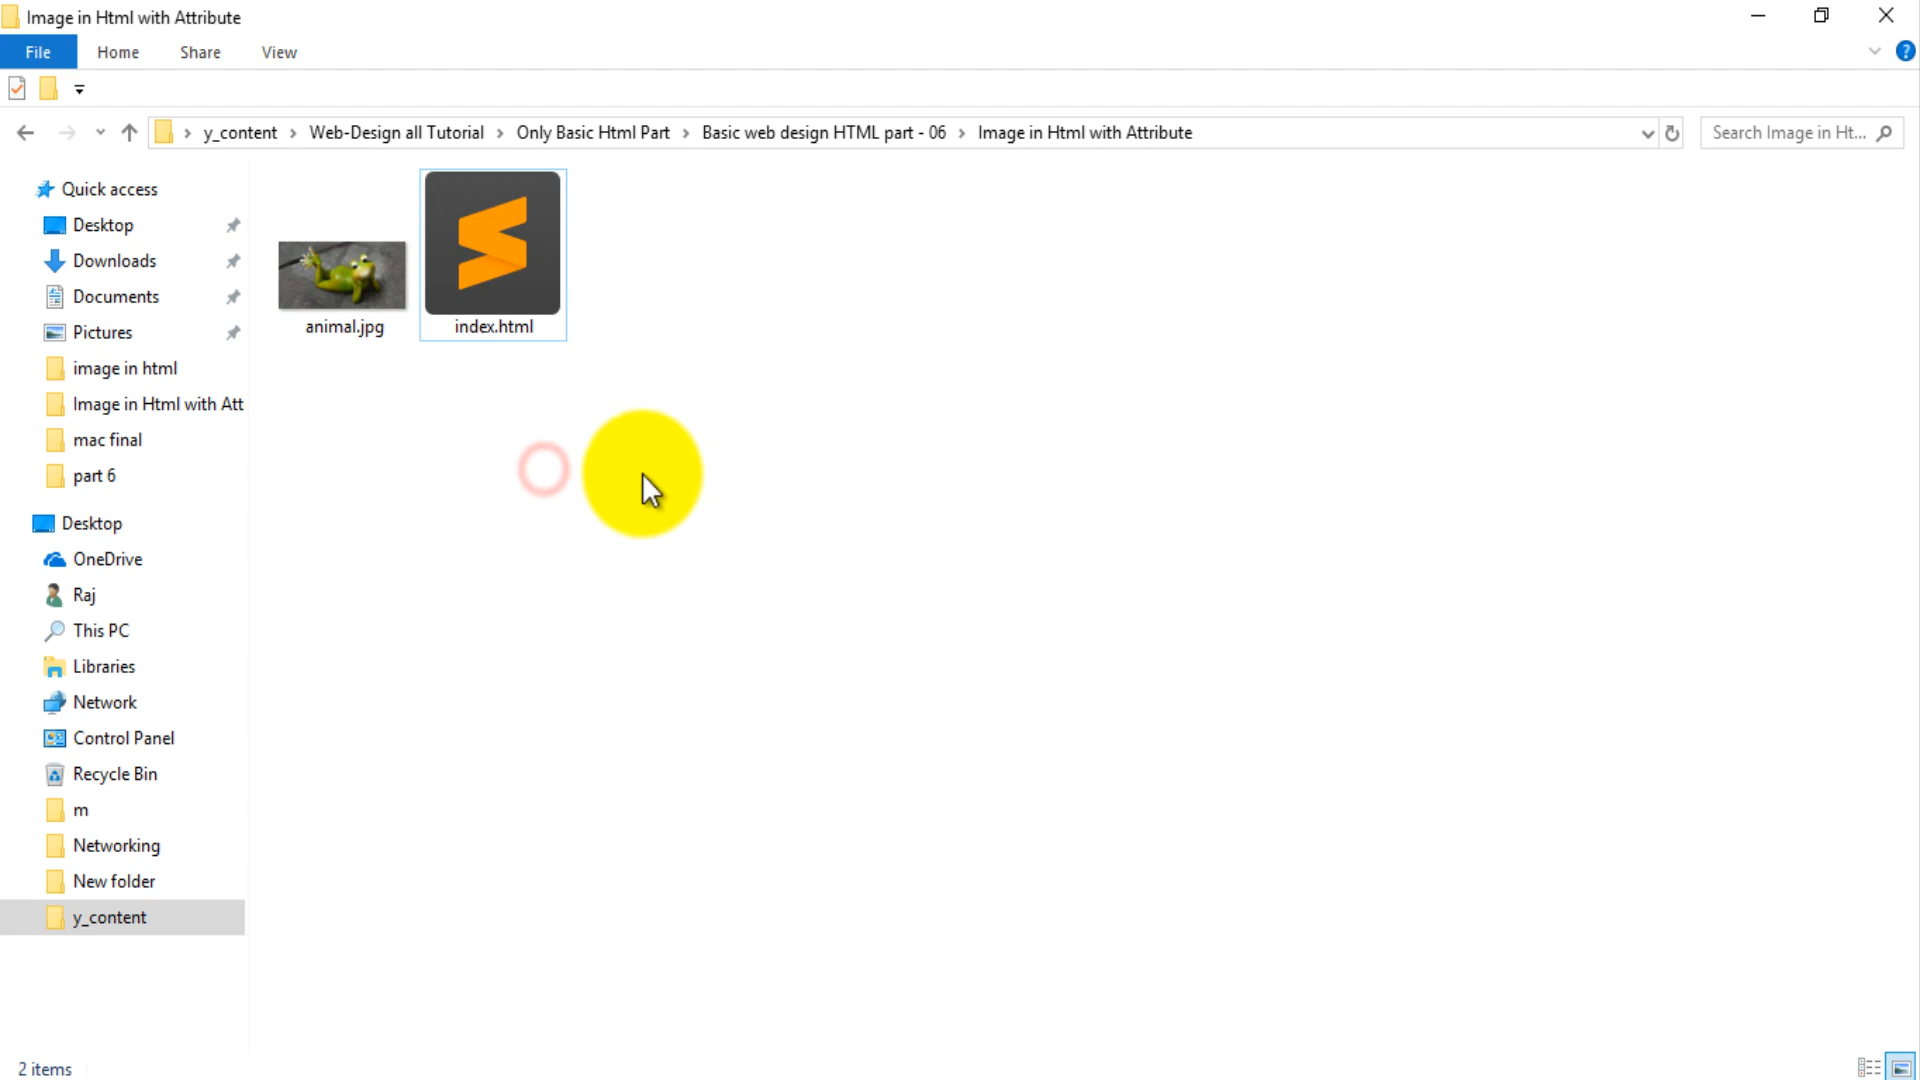 Image in Html with Attribute
File Home Share View
y_content Web-Design all Tutorial Only Basic Html Part Basic web design HTML part - 06 Image in Html with Attribute
Search Image in Ht...
Quick access
Desktop
Downloads
Documents
Pictures
image in html
Image in Html with Att
mac final
part 6
Desktop
OneDrive
Raj
This PC
Libraries
Network
Control Panel
Recycle Bin
m
Networking
New folder
y_content
animal.jpg
index.html
2 items